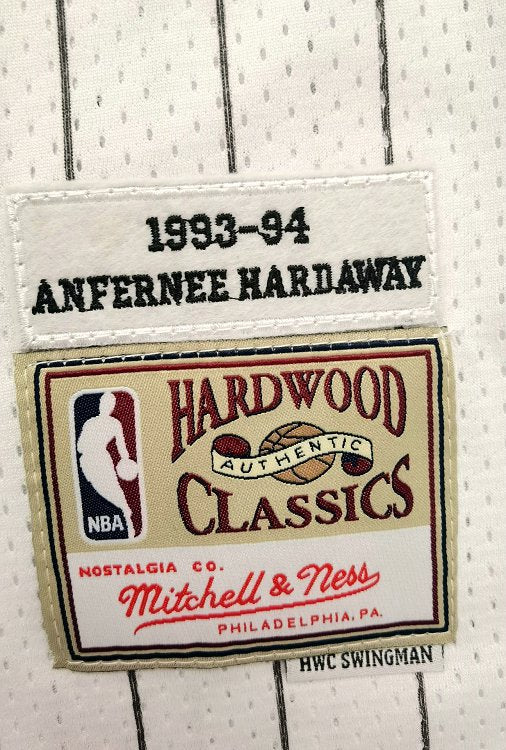 1993-94
ANFERNEE HARDAWAY
HARDWOOD
AUTHENTIC
CLASSICS
NBA
NOSTALGIA CO.
Mitchell & Ness
PHILADELPHIA, PA.
HWC SWINGMAN